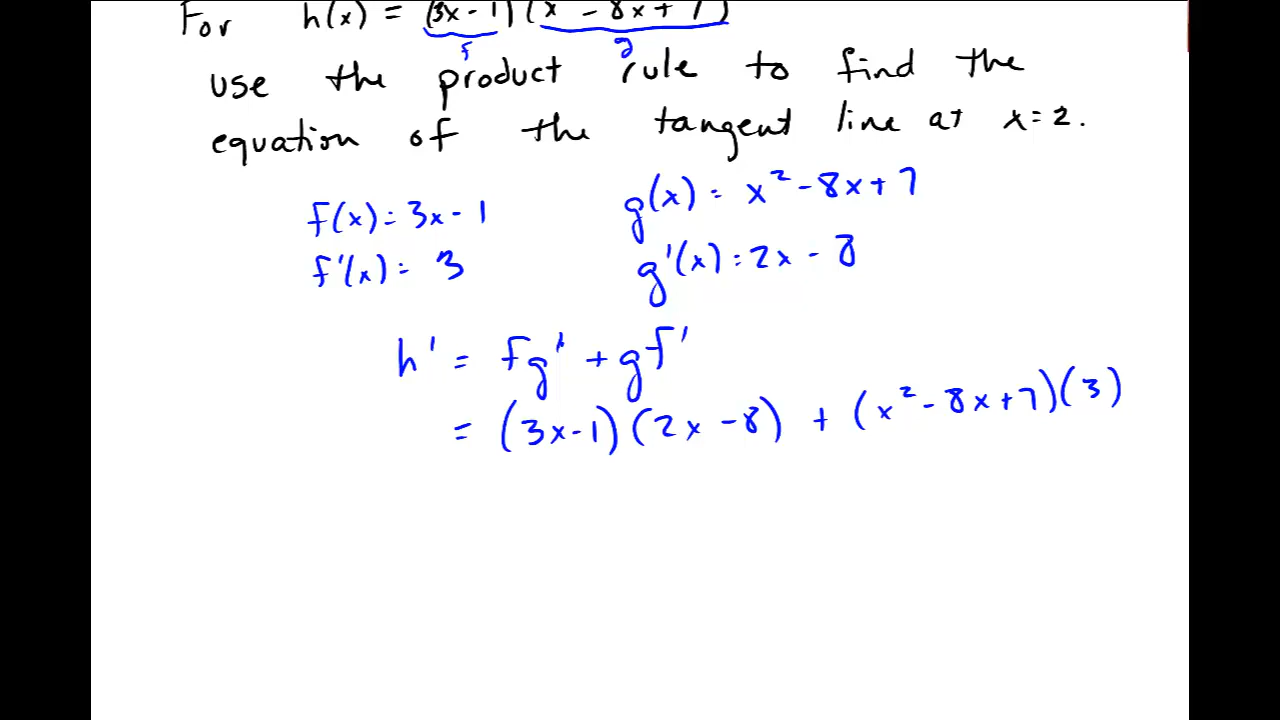 For h(x) = (3x - 1)(x - 8x + 7)
f g
use the product rule to find the
equation of the tangent line at x = 2.
f(x) = 3x - 1 g(x) = x² - 8x + 7
f'(x) = 3 g'(x) = 2x - 8
h' = fg' + gf'
= (3x - 1)(2x - 8) + (x² - 8x + 7)(3)